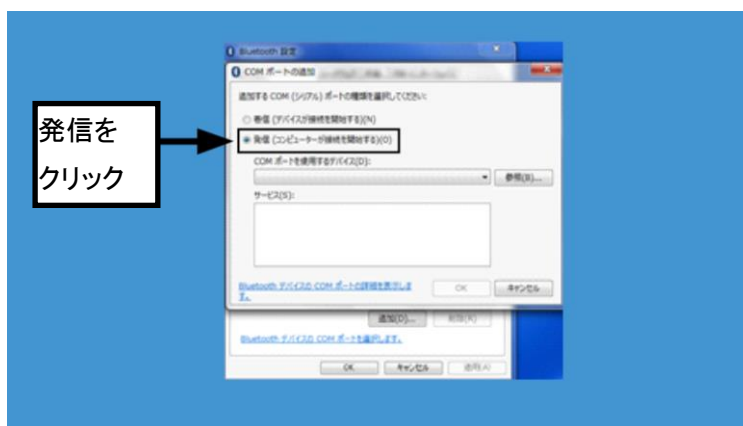 Bluetooth 設定
COM ポートの追加
追加する COM (シリアル) ポートの種類を選択してください:
着信 (デバイスが接続を開始する)(N)
発信を
クリック
発信 (コンピューターが接続を開始する)(O)
COM ポートを使用するデバイス(D):
参照(B)...
サービス(S):
Bluetooth デバイスの COM ポートの詳細を表示しま
す。
OK
キャンセル
追加(D)...
削除(R)
Bluetooth デバイスの COM ポートを選択します。
OK
キャンセル
適用(A)